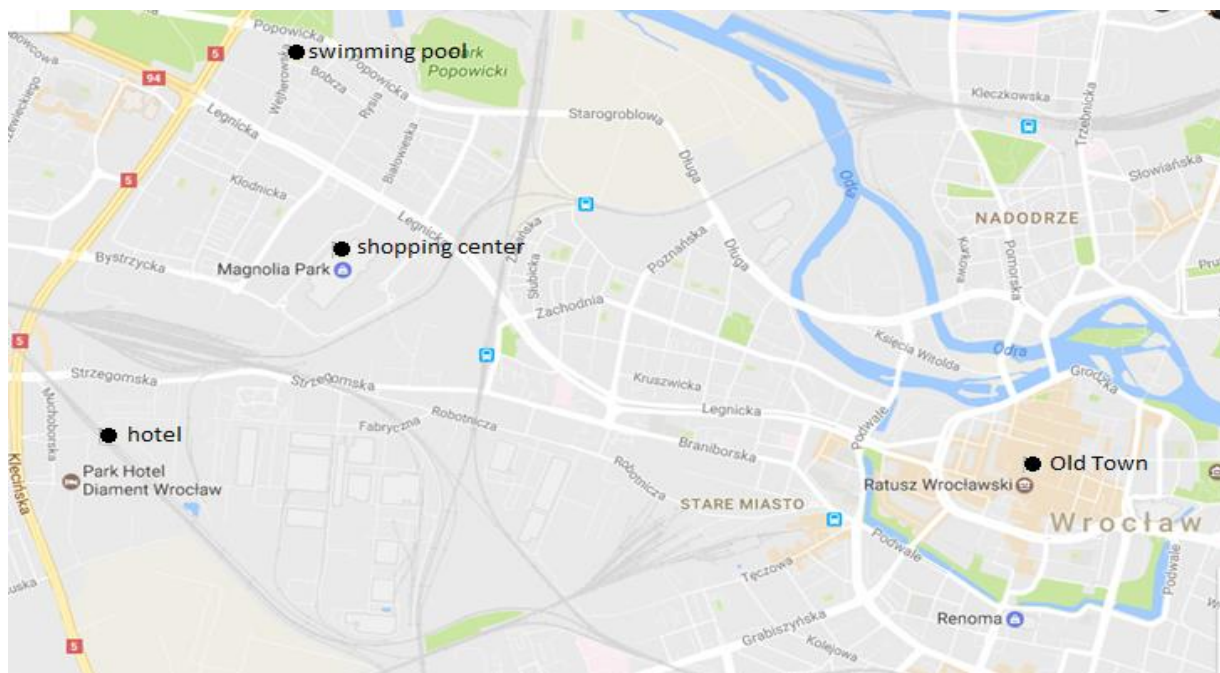 Popowicka
swimming pool
5
Park
Popowicki
Popowicka
Wejherowska
Bobrza
Rysia
94
Legnicka
Starogroblowa
Kleczkowska
Trzebnicka
Białowieska
Długa
Odra
Słowiańska
5
Kłodnicka
NADODRZE
Legnicka
Poznańska
Długa
Pomorska
shopping center
Bystrzycka
Magnolia Park
Słubicka
Zachodnia
Księcia Witolda
Odra
5
Strzegomska
Strzegomska
Kruszwicka
Grodzka
Muchoborska
Robotnicza
Legnicka
Podwale
Fabryczna
hotel
Braniborska
Old Town
Park Hotel
Diament Wrocław
Robotnicza
Ratusz Wrocławski
Klecińska
STARE MIASTO
Wrocław
Podwale
Podwale
Tęczowa
Renoma
Grabiszyńska
Kolejowa
5